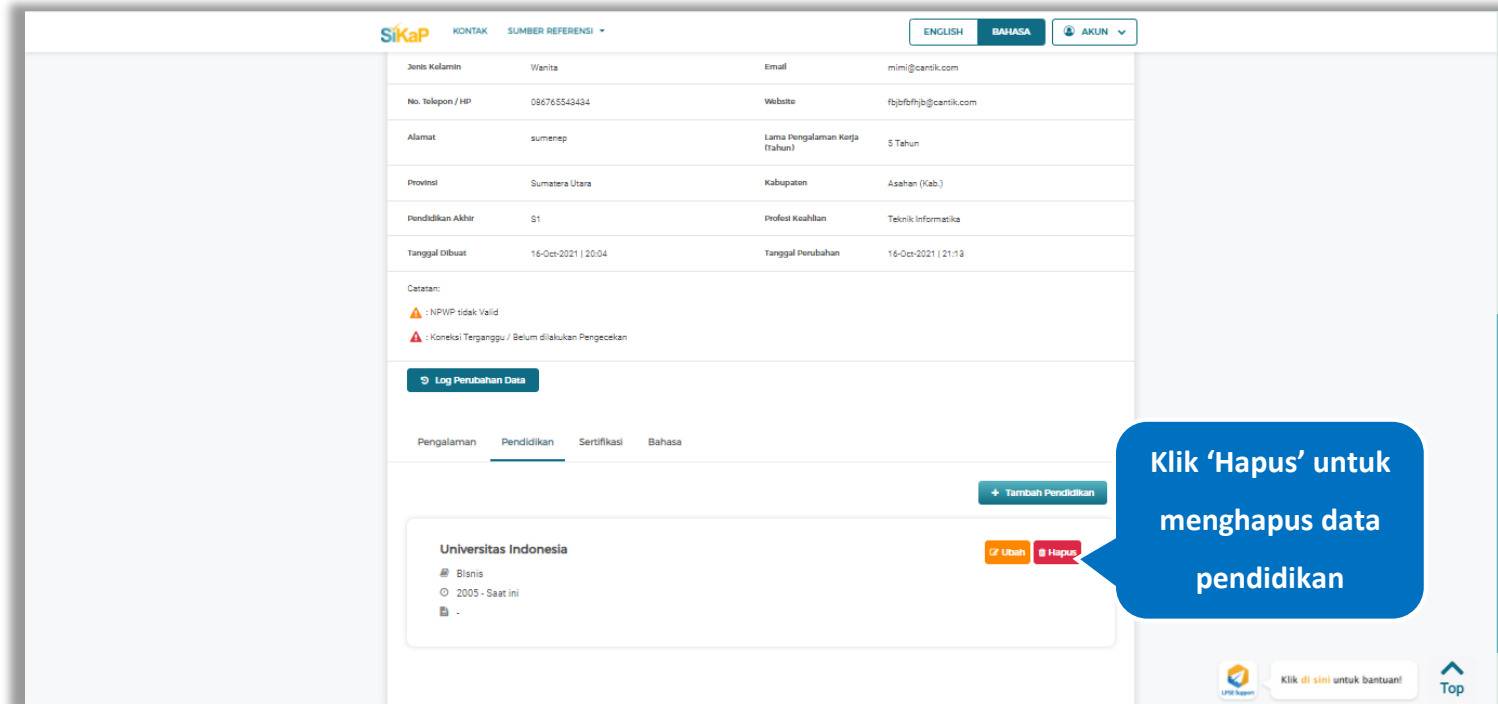 SiKaP KONTAK SUMBER REFERENSI ENGLISH BAHASA AKUN
Jenis Kelamin Wanita Email mimi@cantik.com
No. Telepon / HP 086765543434 Website fbjbfbfhjb@cantik.com
Alamat sumenep Lama Pengalaman Kerja
(Tahun) 5 Tahun
Provinsi Sumatera Utara Kabupaten Asahan (Kab.)
Pendidikan Akhir S1 Profesi Keahlian Teknik Informatika
Tanggal Dibuat 16-Oct-2021 | 20:04 Tanggal Perubahan 16-Oct-2021 | 21:13
Catatan:
: NPWP tidak Valid
: Koneksi Terganggu / Belum dilakukan Pengecekan
Log Perubahan Data
Pengalaman Pendidikan Sertifikasi Bahasa
+ Tambah Pendidikan
Universitas Indonesia
Ubah Hapus
BIsnis
2005 - Saat ini
-
Klik ‘Hapus’ untuk
menghapus data
pendidikan
LPSE Support
Klik di sini untuk bantuan!
Top